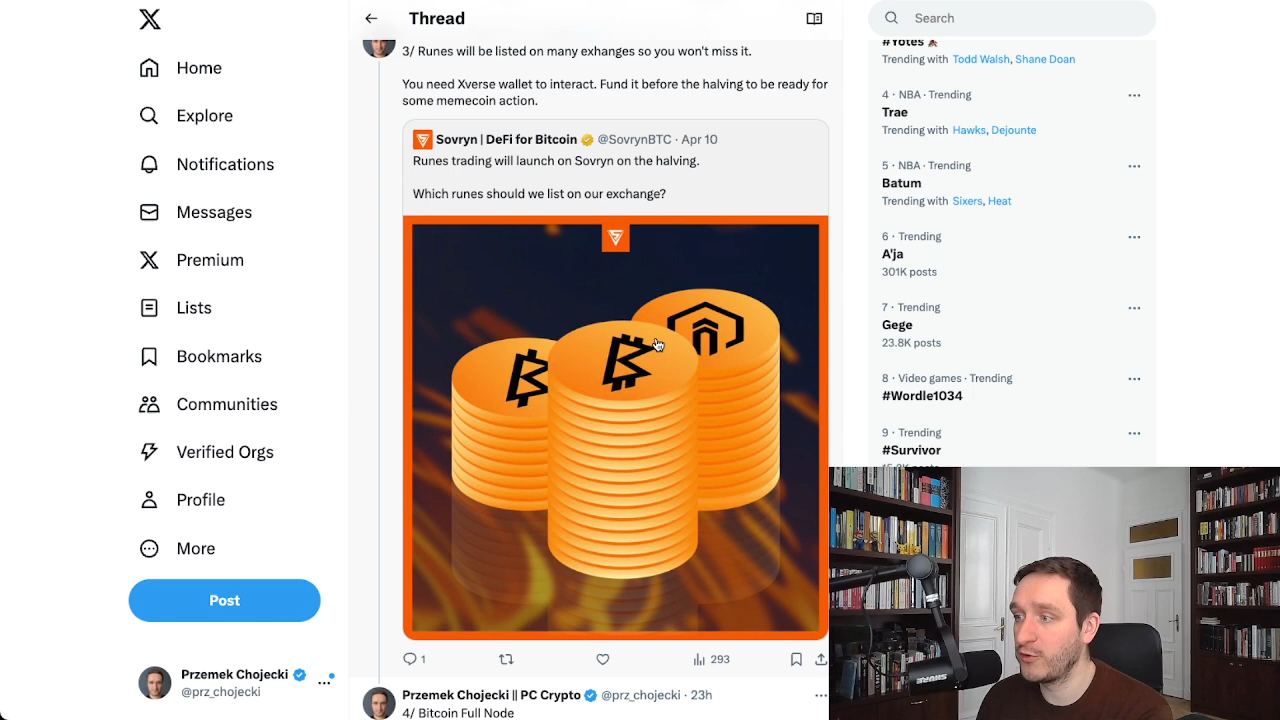 Home
Explore
Notifications
Messages
Premium
Lists
Bookmarks
Communities
Verified Orgs
Profile
More
Post
Przemek Chojecki
@prz_chojecki
Thread
3/ Runes will be listed on many exhanges so you won't miss it.
You need Xverse wallet to interact. Fund it before the halving to be ready for
some memecoin action.
Sovryn | DeFi for Bitcoin @SovrynBTC · Apr 10
Runes trading will launch on Sovryn on the halving.
Which runes should we list on our exchange?
1
293
Przemek Chojecki || PC Crypto @prz_chojecki · 23h
4/ Bitcoin Full Node
Search
#Yotes
Trending with Todd Walsh, Shane Doan
4 · NBA · Trending
Trae
Trending with Hawks, Dejounte
5 · NBA · Trending
Batum
Trending with Sixers, Heat
6 · Trending
A'ja
301K posts
7 · Trending
Gege
23.8K posts
8 · Video games · Trending
#Wordle1034
9 · Trending
#Survivor
SHURE